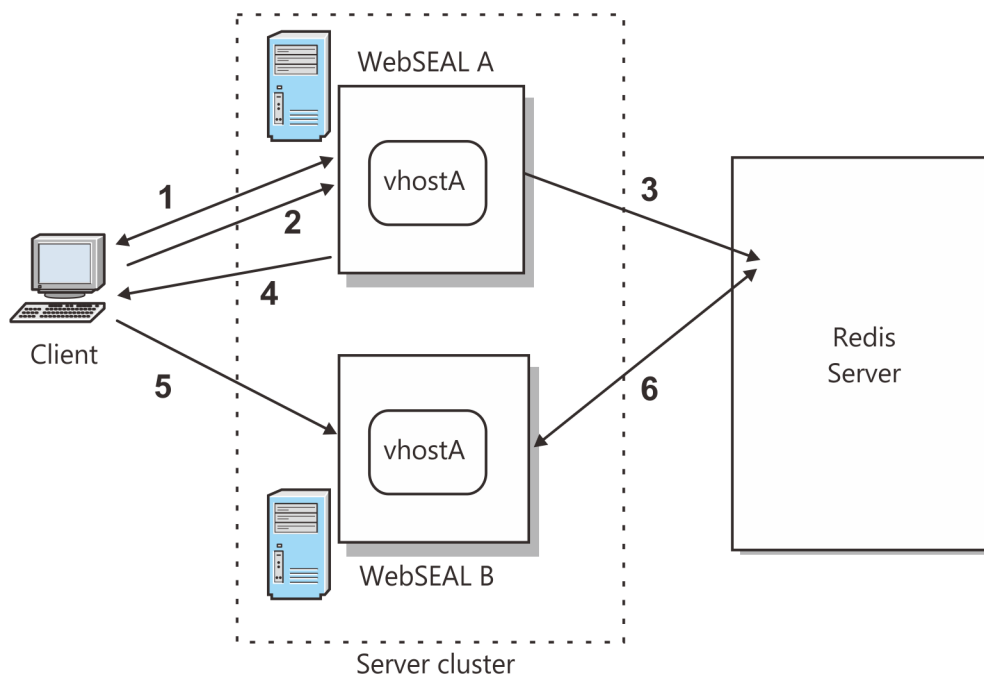 WebSEAL A
vhostA
1
2
3
4
Client
5
Redis
Server
6
vhostA
WebSEAL B
Server cluster